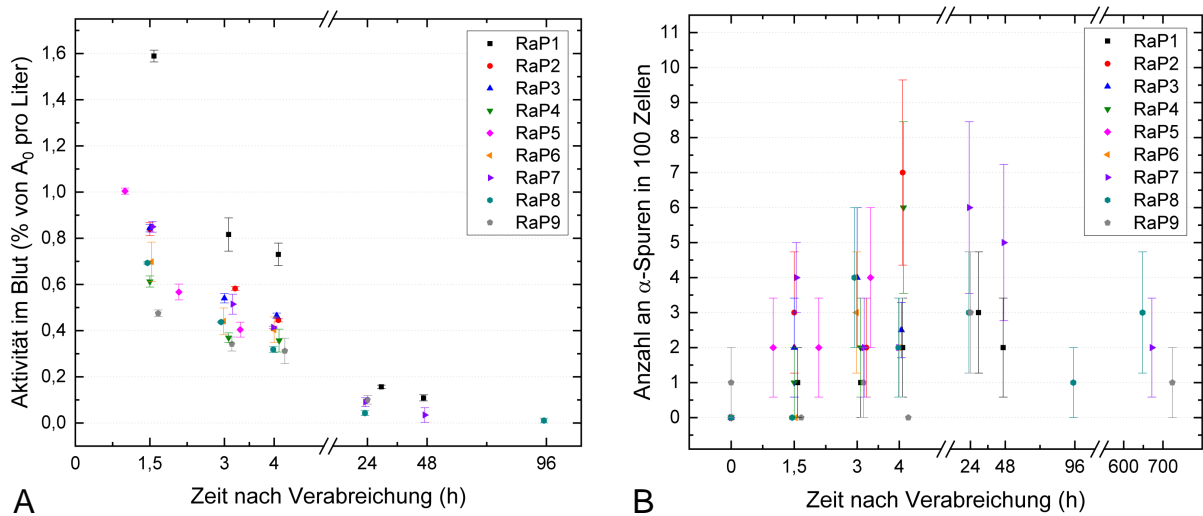 Aktivität im Blut (% von A₀ pro Liter)
1,6
1,4
1,2
1,0
0,8
0,6
0,4
0,2
0,0
0 1,5 3 4 24 48 96
Zeit nach Verabreichung (h)
RaP1
RaP2
RaP3
RaP4
RaP5
RaP6
RaP7
RaP8
RaP9
A
Anzahl an α-Spuren in 100 Zellen
11
10
9
8
7
6
5
4
3
2
1
0
0 1,5 3 4 24 48 96 600 700
Zeit nach Verabreichung (h)
RaP1
RaP2
RaP3
RaP4
RaP5
RaP6
RaP7
RaP8
RaP9
B